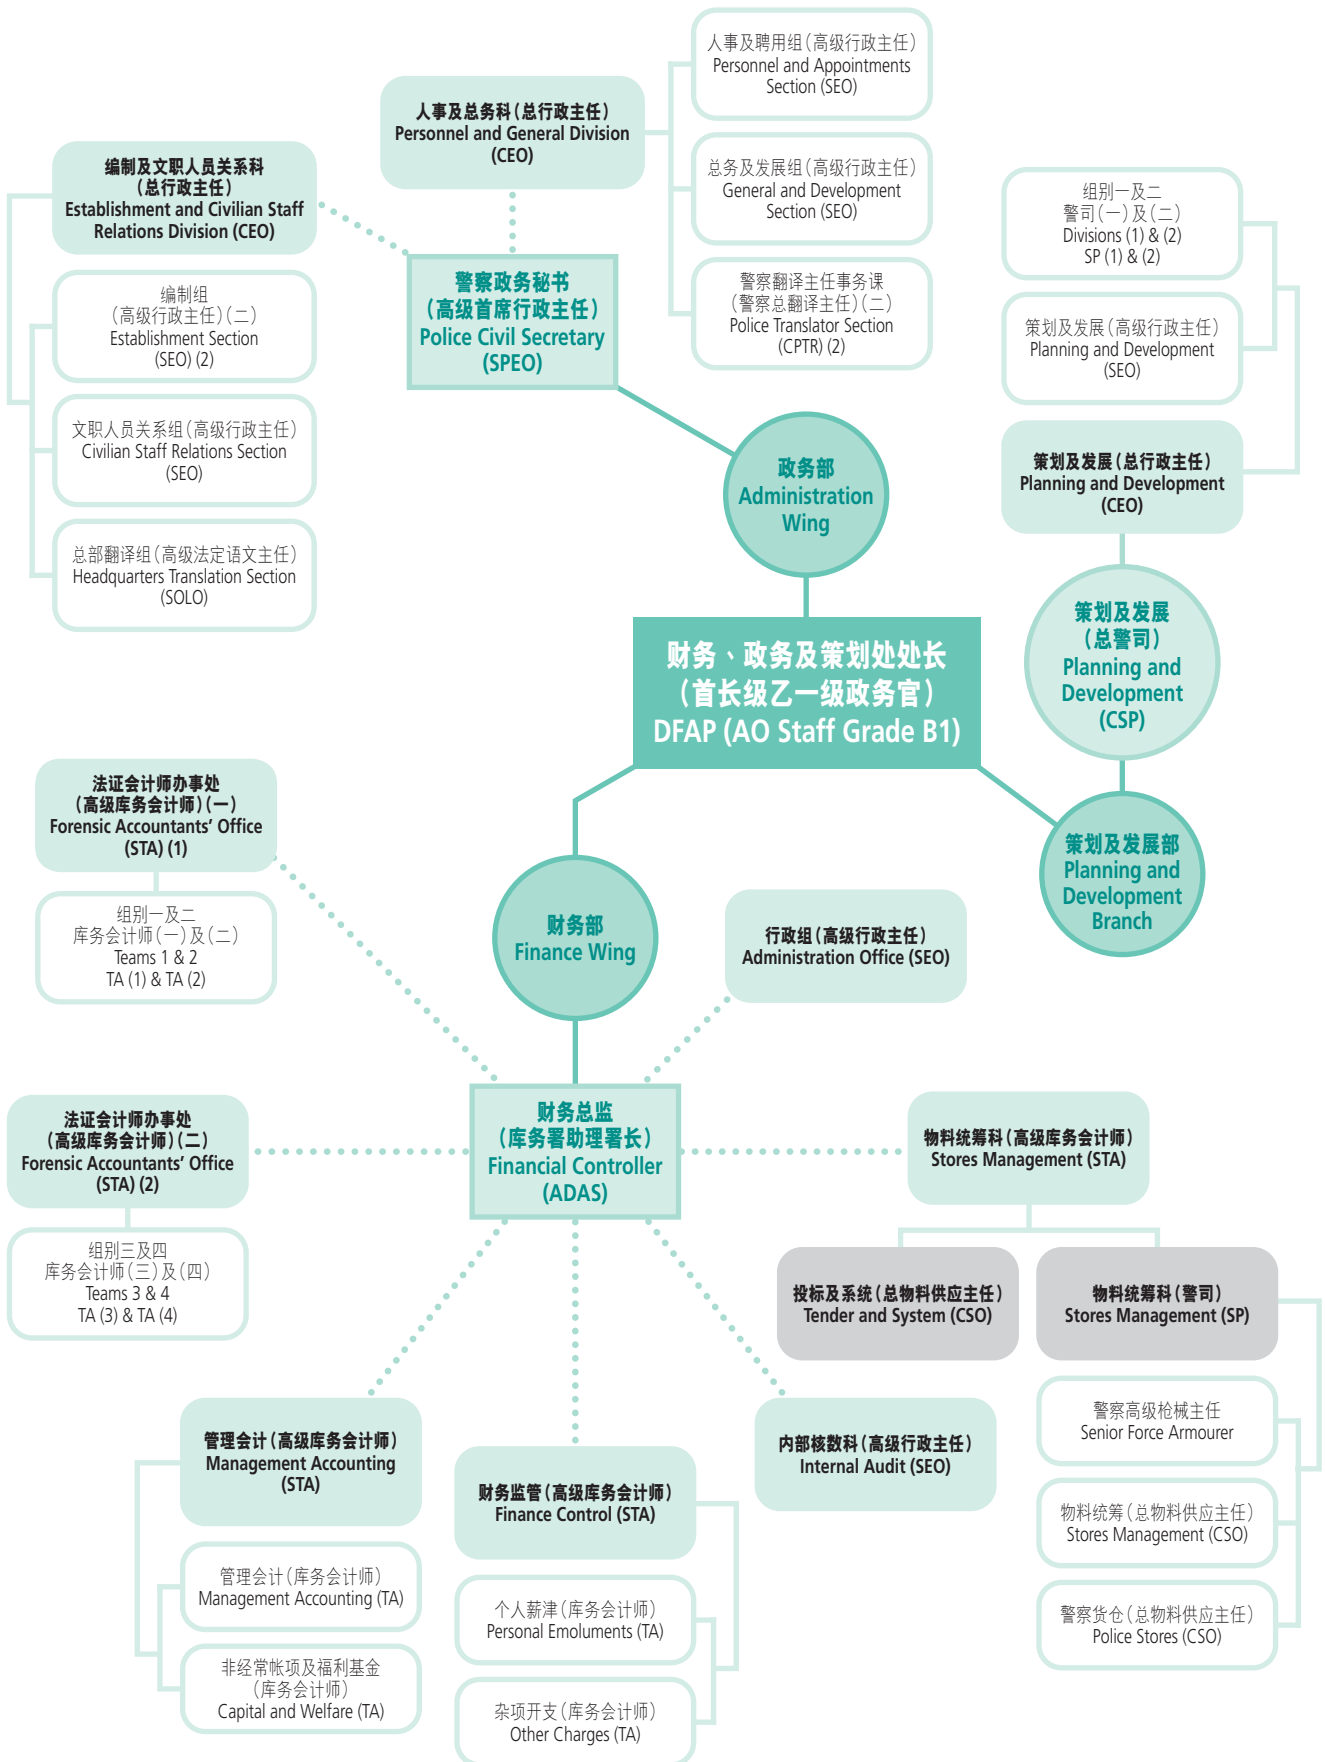 人事及聘用组(高级行政主任)
Personnel and Appointments
Section (SEO)
人事及总务科(总行政主任)
Personnel and General Division
(CEO)
总务及发展组(高级行政主任)
General and Development
Section (SEO)
警察翻译主任事务课
(警察总翻译主任)(二)
Police Translator Section
(CPTR) (2)
编制及文职人员关系科
(总行政主任)
Establishment and Civilian Staff
Relations Division (CEO)
编制组
(高级行政主任)(二)
Establishment Section
(SEO) (2)
文职人员关系组(高级行政主任)
Civilian Staff Relations Section
(SEO)
总部翻译组(高级法定语文主任)
Headquarters Translation Section
(SOLO)
警察政务秘书
(高级首席行政主任)
Police Civil Secretary
(SPEO)
政务部
Administration
Wing
组别一及二
警司(一)及(二)
Divisions (1) & (2)
SP (1) & (2)
策划及发展(高级行政主任)
Planning and Development
(SEO)
策划及发展(总行政主任)
Planning and Development
(CEO)
策划及发展
(总警司)
Planning and
Development
(CSP)
财务、政务及策划处处长
(首长级乙一级政务官)
DFAP (AO Staff Grade B1)
策划及发展部
Planning and
Development
Branch
法证会计师办事处
(高级库务会计师)(一)
Forensic Accountants’ Office
(STA) (1)
组别一及二
库务会计师(一)及(二)
Teams 1 & 2
TA (1) & TA (2)
财务部
Finance Wing
行政组(高级行政主任)
Administration Office (SEO)
法证会计师办事处
(高级库务会计师)(二)
Forensic Accountants’ Office
(STA) (2)
组别三及四
库务会计师(三)及(四)
Teams 3 & 4
TA (3) & TA (4)
财务总监
(库务署助理署长)
Financial Controller
(ADAS)
物料统筹科(高级库务会计师)
Stores Management (STA)
投标及系统(总物料供应主任)
Tender and System (CSO)
物料统筹科(警司)
Stores Management (SP)
警察高级枪械主任
Senior Force Armourer
物料统筹(总物料供应主任)
Stores Management (CSO)
警察货仓(总物料供应主任)
Police Stores (CSO)
管理会计(高级库务会计师)
Management Accounting
(STA)
管理会计(库务会计师)
Management Accounting (TA)
非经常帐项及福利基金
(库务会计师)
Capital and Welfare (TA)
财务监管(高级库务会计师)
Finance Control (STA)
个人薪津(库务会计师)
Personal Emoluments (TA)
杂项开支(库务会计师)
Other Charges (TA)
内部核数科(高级行政主任)
Internal Audit (SEO)